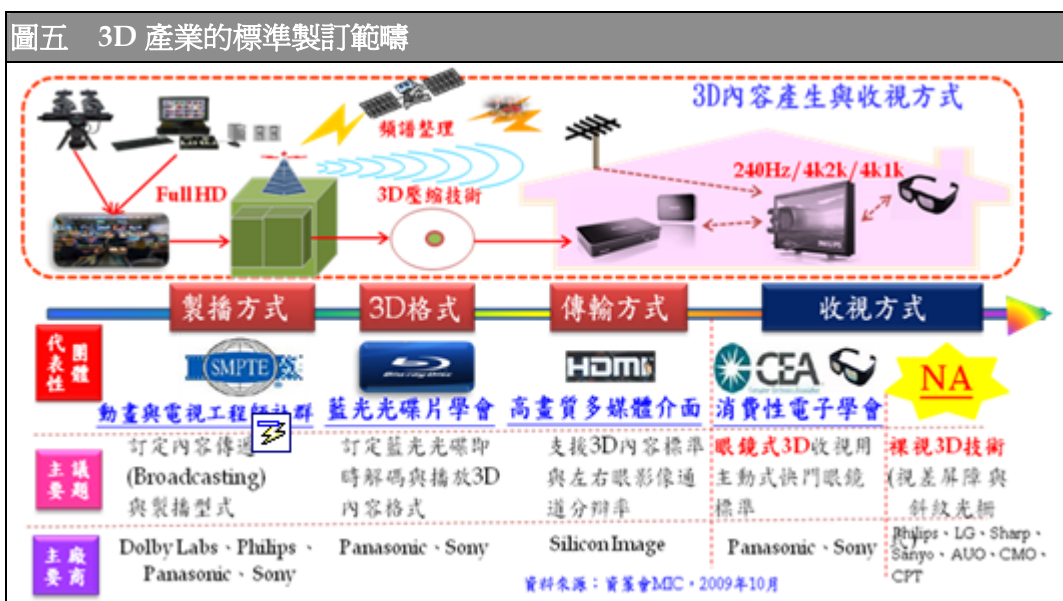 圖五 3D 產業的標準製訂範疇
3D內容產生與收視方式
頻譜整理
240Hz/4k2k/4k1k
Full HD
3D壓縮技術
PHILIPS
製播方式
3D格式
傳輸方式
收視方式
代表性
團體
SMPTE
Blu-ray Disc
HDMI
CEA
NA
動畫與電視工程師社群
藍光光碟片學會
高畫質多媒體介面
消費性電子學會
主要
議題
訂定內容傳遞
(Broadcasting)
與製播型式
訂定藍光光碟即
時解碼與播放3D
內容格式
支援3D內容標準
與左右眼影像通
道分辨率
眼鏡式3D收視用
主動式快門眼鏡
標準
裸視3D技術
(視差屏障與
斜紋光柵
主要
廠商
Dolby Labs、Philips、
Panasonic、Sony
Panasonic、Sony
Silicon Image
Panasonic、Sony
Philips、LG、Sharp、
Sanyo、AUO、CMO、
CPT
資料來源：資策會MIC，2009年10月